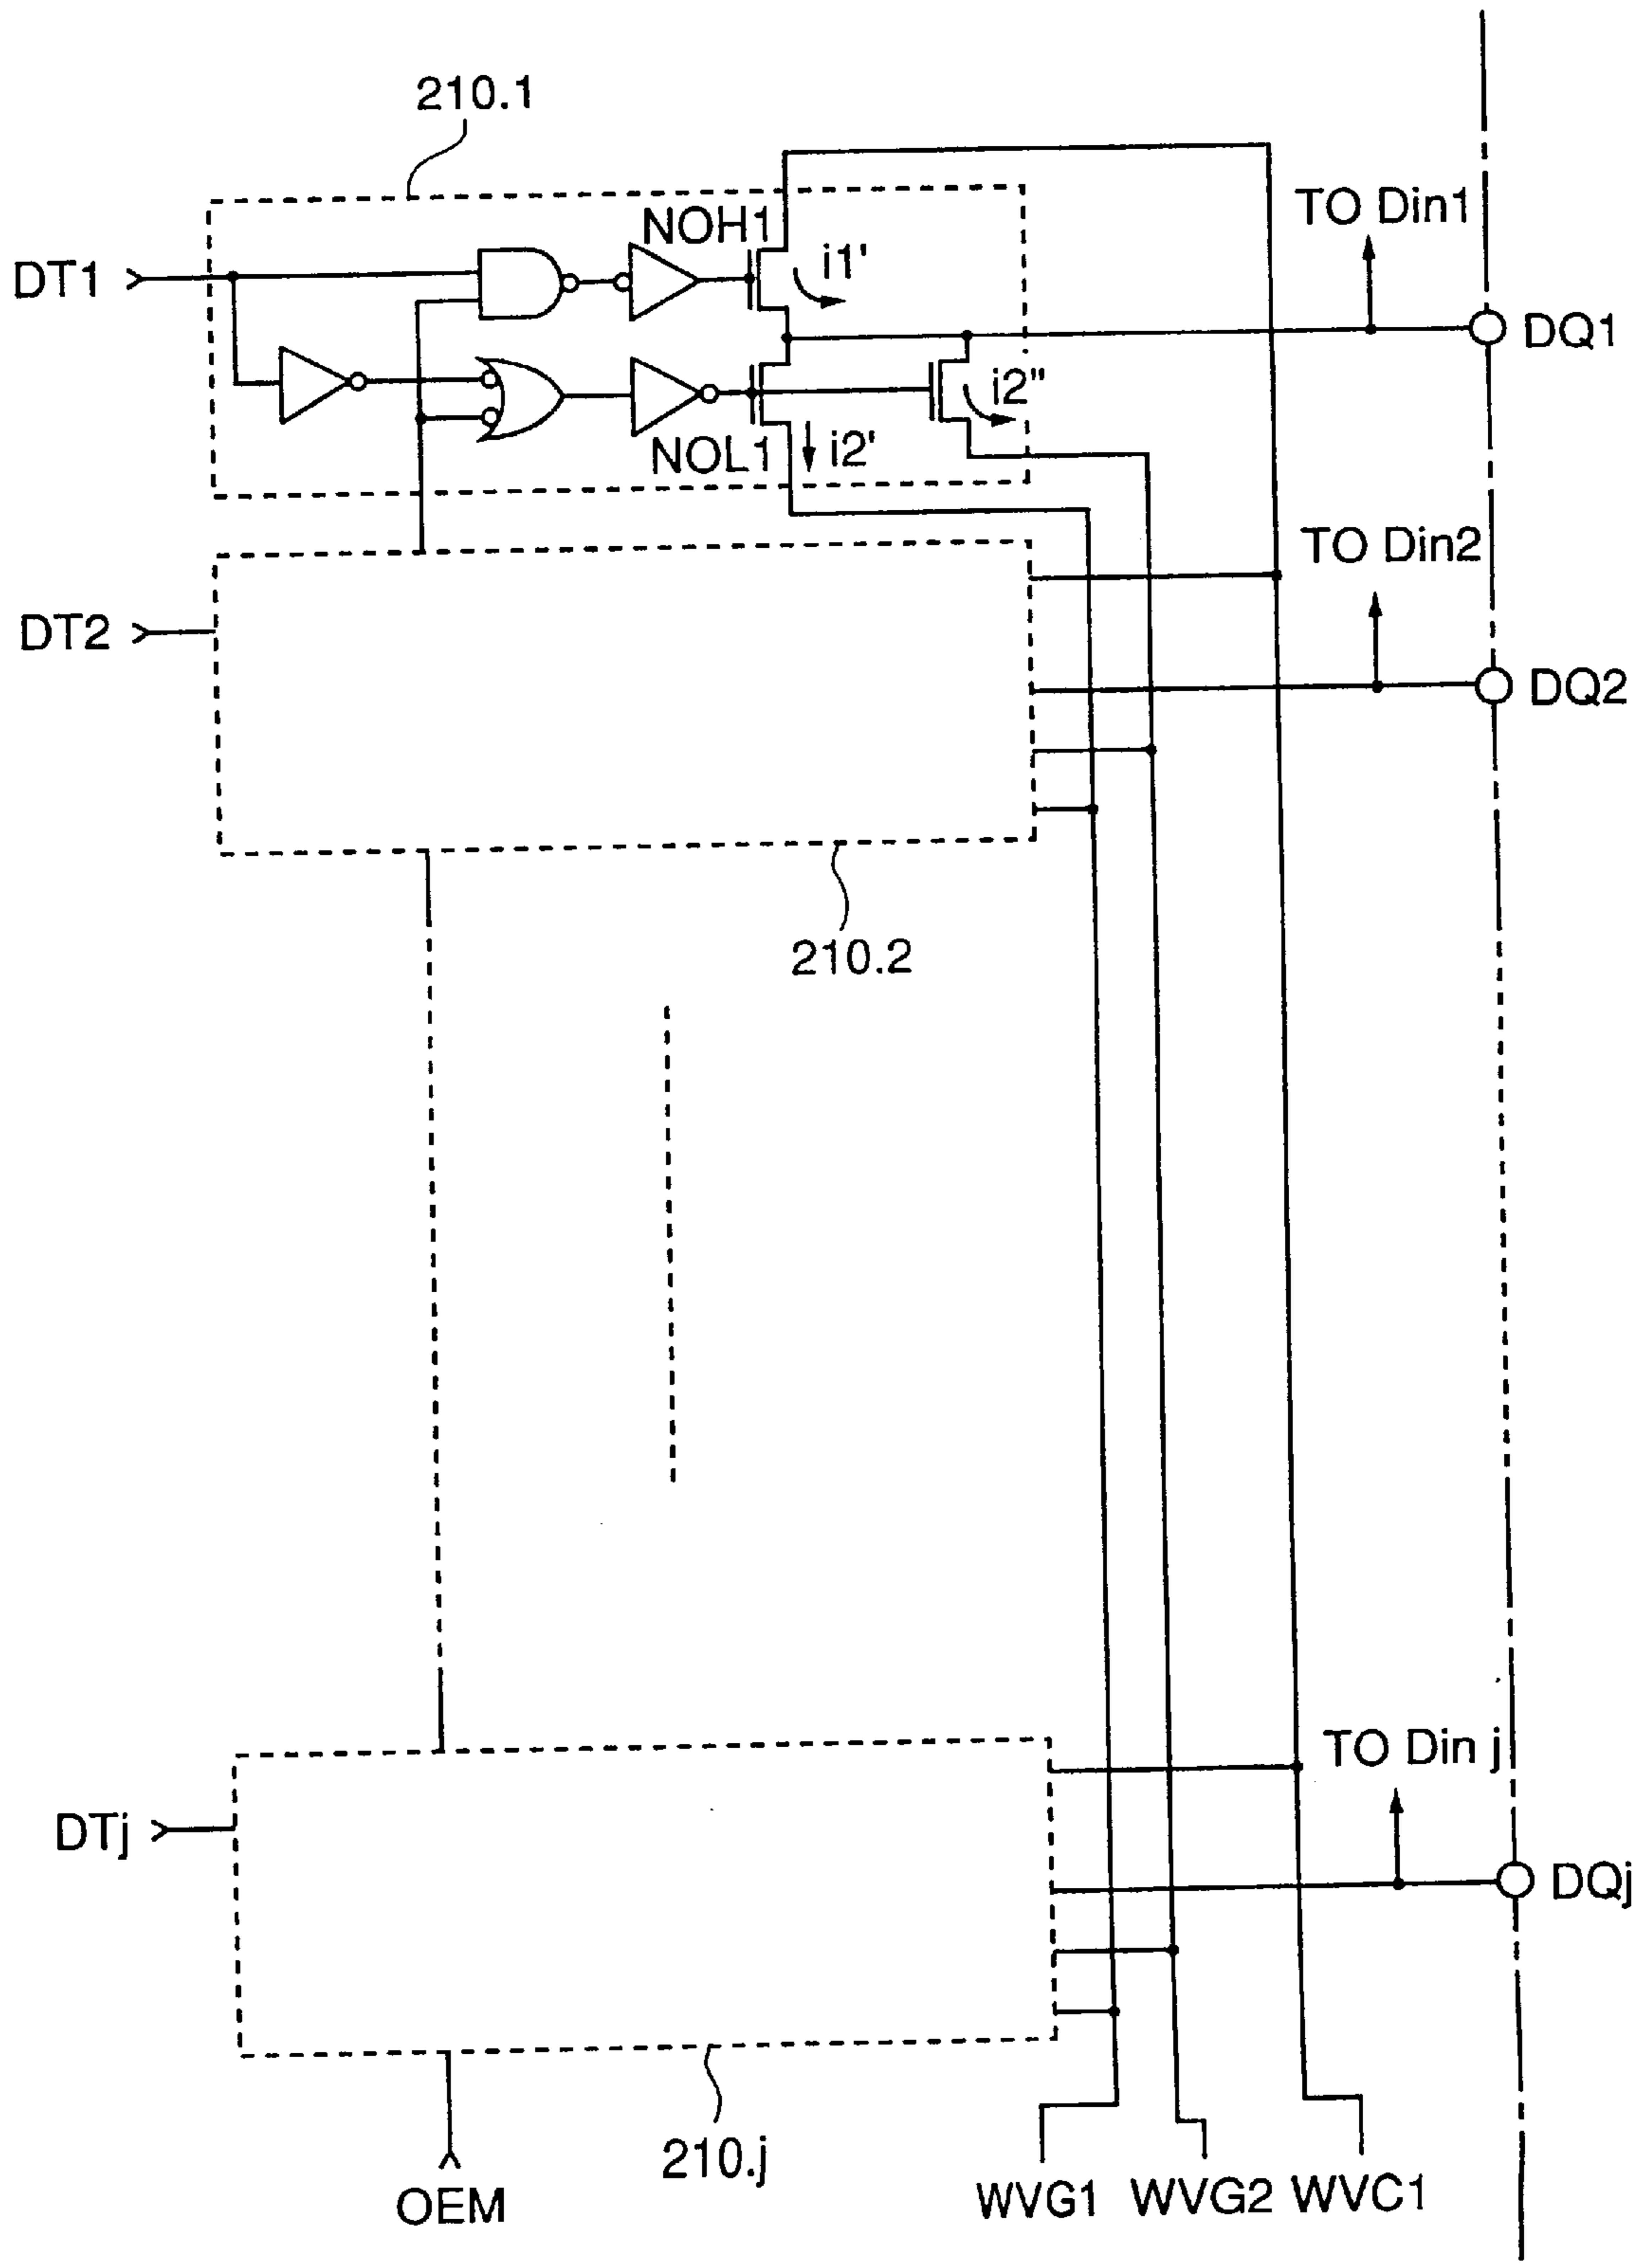 210.1
TO Din1
NOH1
i1'
DT1
DQ1
i2"
NOL1
i2'
TO Din2
DT2
DQ2
210.2
TO Din j
DTj
DQj
210.j
OEM
WVG1
WVG2
WVC1